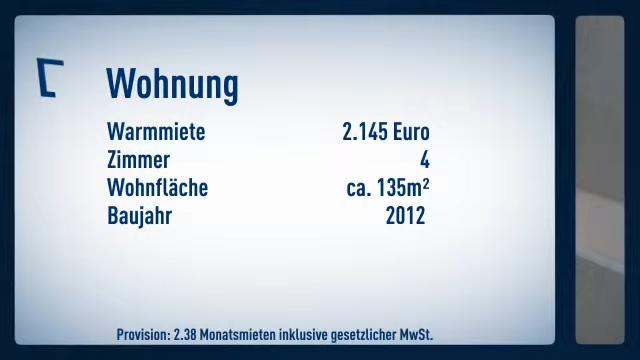 Wohnung
Warmmiete 2.145 Euro
Zimmer 4
Wohnfläche ca. 135m²
Baujahr 2012
Provision: 2.38 Monatsmieten inklusive gesetzlicher MwSt.